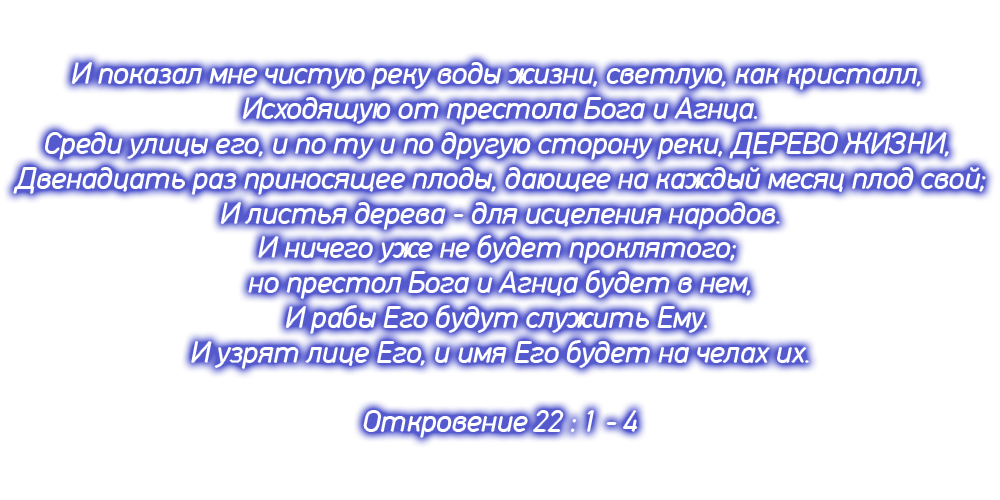 И показал мне чистую реку воды жизни, светлую, как кристалл,
Исходящую от престола Бога и Агнца.
Среди улицы его, и по ту и по другую сторону реки, ДЕРЕВО ЖИЗНИ,
Двенадцать раз приносящее плоды, дающее на каждый месяц плод свой;
И листья дерева - для исцеления народов.
И ничего уже не будет проклятого;
но престол Бога и Агнца будет в нем,
И рабы Его будут служить Ему.
И узрят лице Его, и имя Его будет на челах их.
Откровение 22 : 1 - 4